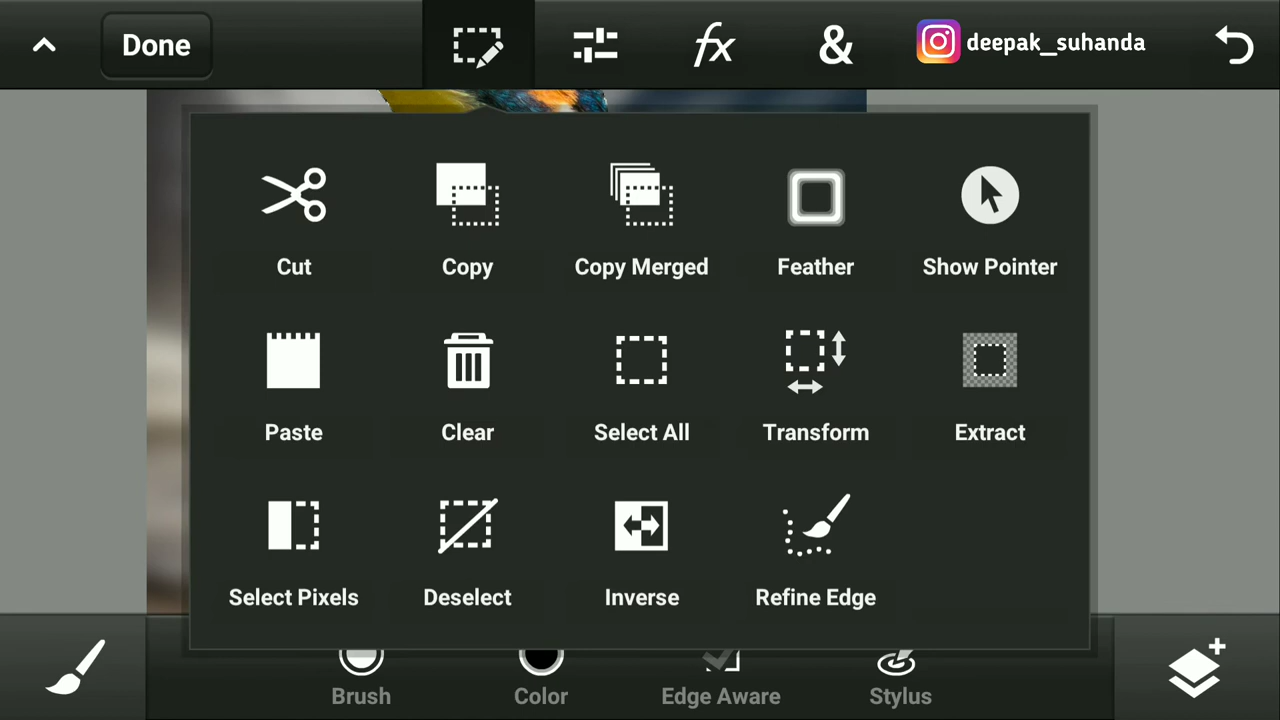 Done
fx
&
deepak_suhanda
Cut
Copy
Copy Merged
Feather
Show Pointer
Paste
Clear
Select All
Transform
Extract
Select Pixels
Deselect
Inverse
Refine Edge
Brush
Color
Edge Aware
Stylus